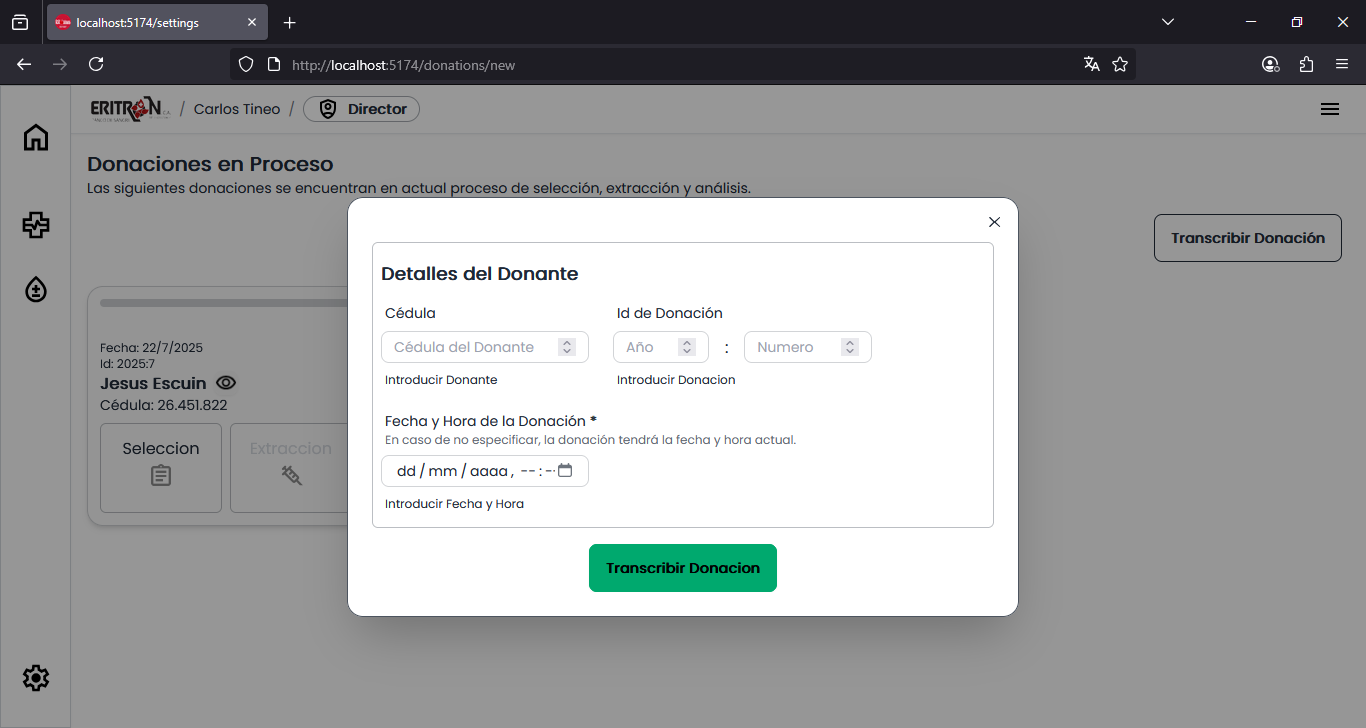 localhost:5174/settings
http://localhost:5174/donations/new
ERITRON / Carlos Tineo / Director
Donaciones en Proceso
Las siguientes donaciones se encuentran en actual proceso de selección, extracción y análisis.
Transcribir Donación
Fecha: 22/7/2025
Id: 2025:7
Jesus Escuin
Cédula: 26.451.822
Seleccion
Extraccion
Detalles del Donante
Cédula
Id de Donación
Cédula del Donante
Año : Numero
Introducir Donante
Introducir Donacion
Fecha y Hora de la Donación *
En caso de no especificar, la donación tendrá la fecha y hora actual.
dd / mm / aaaa , -- : --
Introducir Fecha y Hora
Transcribir Donacion